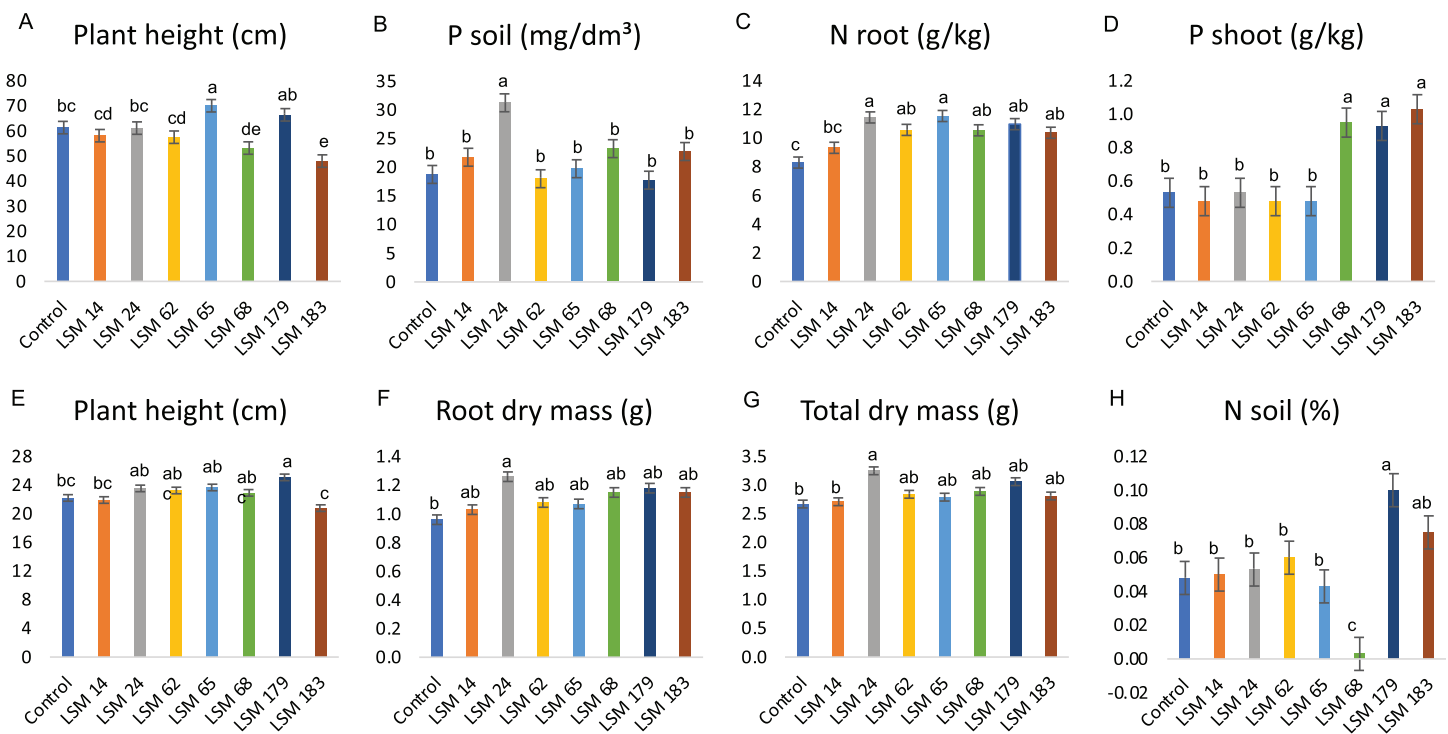 A
Plant height (cm)
80
70
60
50
40
30
20
10
0
bc
cd
bc
cd
a
de
ab
e
Control
LSM 14
LSM 24
LSM 62
LSM 65
LSM 68
LSM 179
LSM 183
B
P soil (mg/dm³)
35
30
25
20
15
10
5
0
b
b
a
b
b
b
b
b
Control
LSM 14
LSM 24
LSM 62
LSM 65
LSM 68
LSM 179
LSM 183
C
N root (g/kg)
14
12
10
8
6
4
2
0
c
bc
a
ab
a
ab
ab
ab
Control
LSM 14
LSM 24
LSM 62
LSM 65
LSM 68
LSM 179
LSM 183
D
P shoot (g/kg)
1.2
1.0
0.8
0.6
0.4
0.2
0.0
b
b
b
b
b
a
a
a
Control
LSM 14
LSM 24
LSM 62
LSM 65
LSM 68
LSM 179
LSM 183
E
Plant height (cm)
28
24
20
16
12
8
4
0
bc
bc
ab
ab
c
ab
ab
c
a
c
Control
LSM 14
LSM 24
LSM 62
LSM 65
LSM 68
LSM 179
LSM 183
F
Root dry mass (g)
1.4
1.2
1.0
0.8
0.6
0.4
0.2
0.0
b
ab
a
ab
ab
ab
ab
ab
Control
LSM 14
LSM 24
LSM 62
LSM 65
LSM 68
LSM 179
LSM 183
G
Total dry mass (g)
3.5
3.0
2.5
2.0
1.5
1.0
0.5
0.0
b
b
a
ab
ab
ab
ab
ab
Control
LSM 14
LSM 24
LSM 62
LSM 65
LSM 68
LSM 179
LSM 183
H
N soil (%)
0.12
0.10
0.08
0.06
0.04
0.02
0.00
-0.02
b
b
b
b
b
c
a
ab
Control
LSM 14
LSM 24
LSM 62
LSM 65
LSM 68
LSM 179
LSM 183